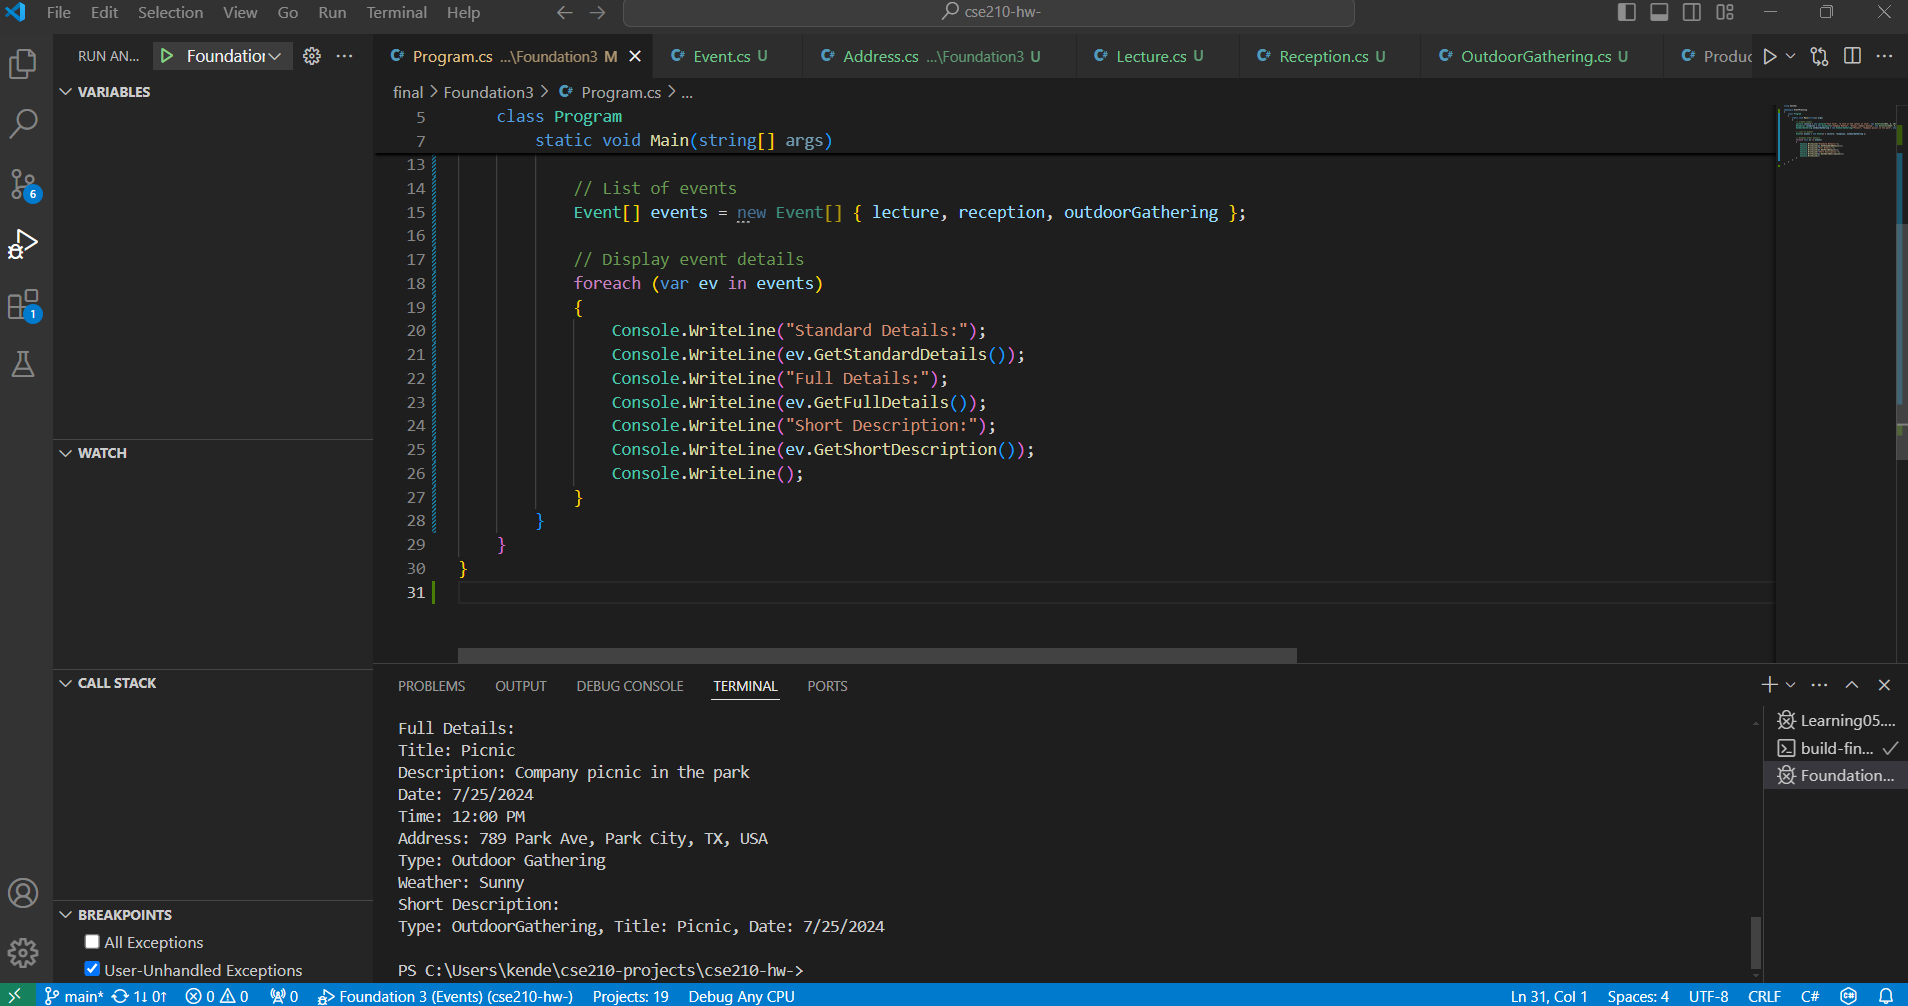 File Edit Selection View Go Run Terminal Help
cse210-hw-
RUN AN... Foundation
Program.cs ...\Foundation3 M
Event.cs U
Address.cs ...\Foundation3 U
Lecture.cs U
Reception.cs U
OutdoorGathering.cs U
Produc
VARIABLES
WATCH
CALL STACK
BREAKPOINTS
All Exceptions
User-Unhandled Exceptions
6
1
final > Foundation3 > Program.cs > ...
5 class Program
7 static void Main(string[] args)
13
14 // List of events
15 Event[] events = new Event[] { lecture, reception, outdoorGathering };
16
17 // Display event details
18 foreach (var ev in events)
19 {
20 Console.WriteLine("Standard Details:");
21 Console.WriteLine(ev.GetStandardDetails());
22 Console.WriteLine("Full Details:");
23 Console.WriteLine(ev.GetFullDetails());
24 Console.WriteLine("Short Description:");
25 Console.WriteLine(ev.GetShortDescription());
26 Console.WriteLine();
27 }
28 }
29 }
30 }
31
PROBLEMS OUTPUT DEBUG CONSOLE TERMINAL PORTS
Full Details:
Title: Picnic
Description: Company picnic in the park
Date: 7/25/2024
Time: 12:00 PM
Address: 789 Park Ave, Park City, TX, USA
Type: Outdoor Gathering
Weather: Sunny
Short Description:
Type: OutdoorGathering, Title: Picnic, Date: 7/25/2024
PS C:\Users\kende\cse210-projects\cse210-hw->
Learning05....
build-fin...
Foundation...
main* 1↓ 0↑ 0 0 0 Foundation 3 (Events) (cse210-hw-) Projects: 19 Debug Any CPU
Ln 31, Col 1 Spaces: 4 UTF-8 CRLF C#